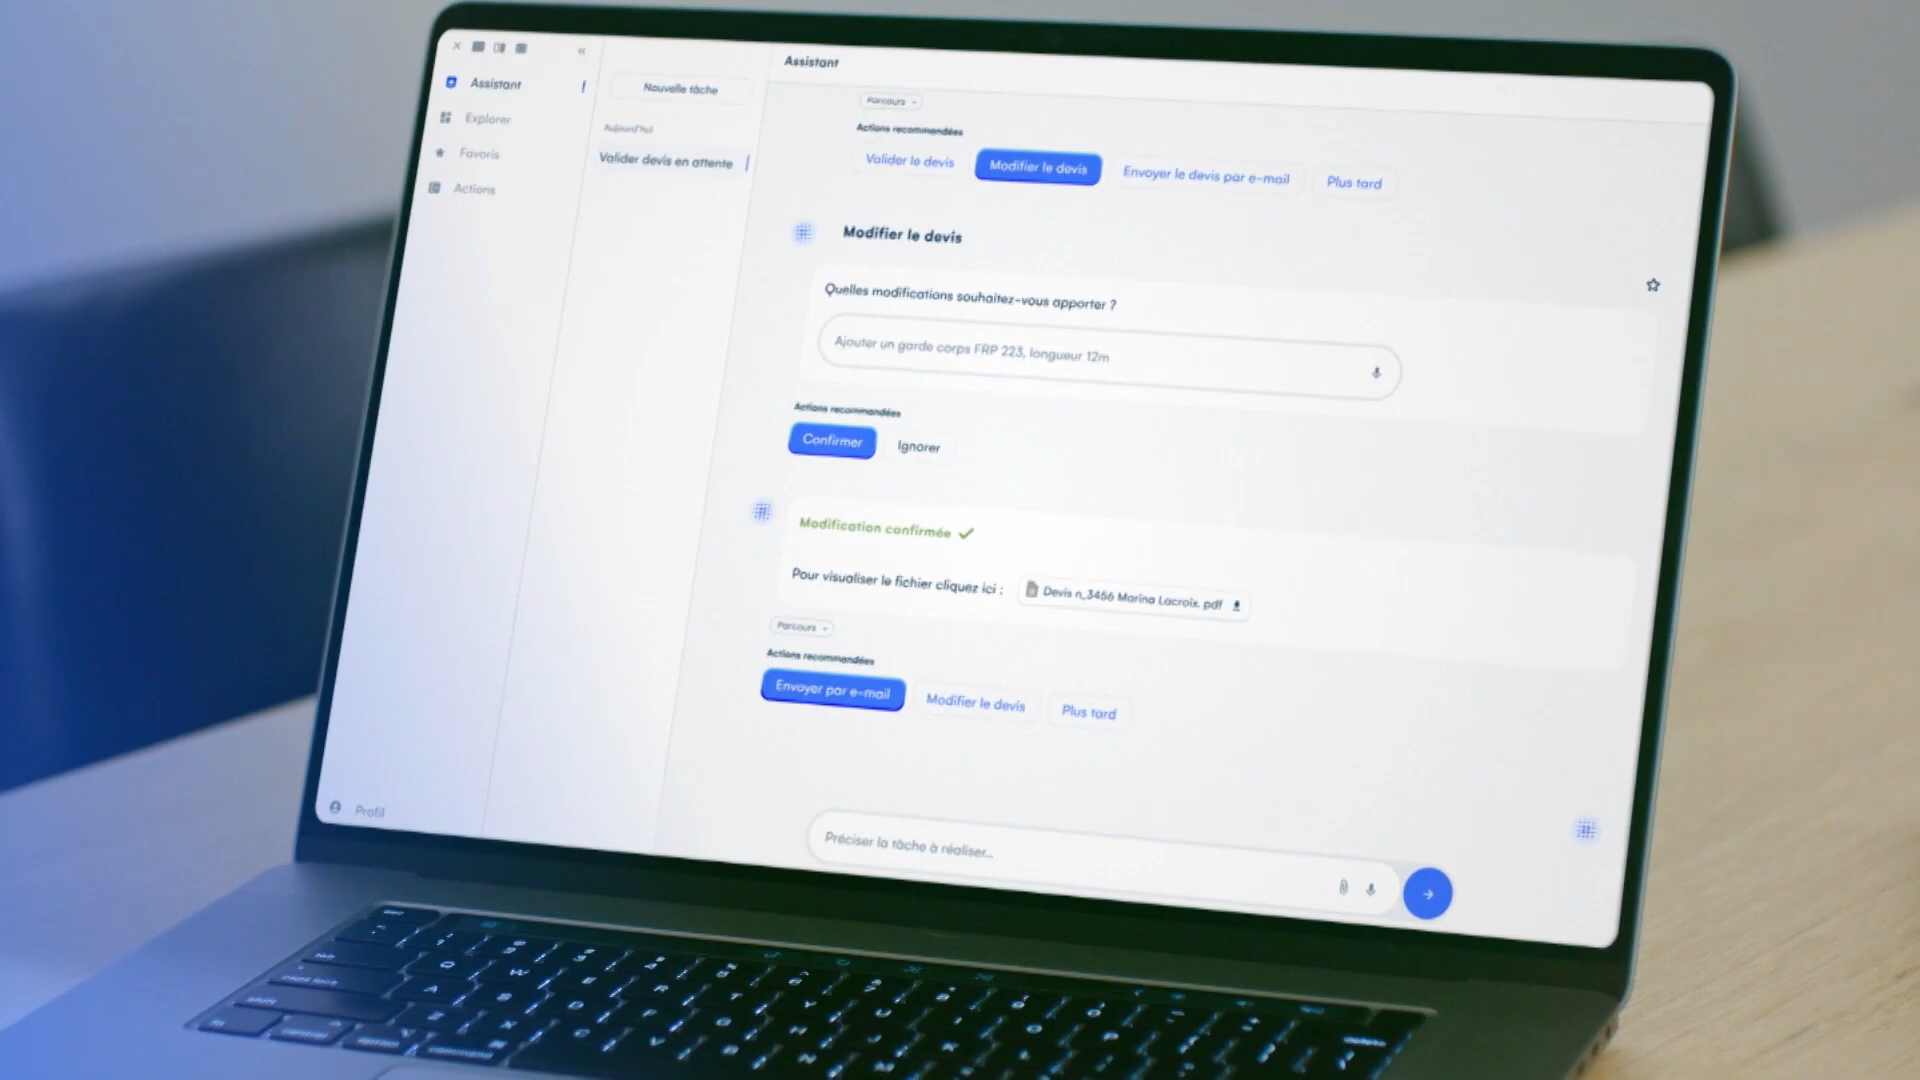 Assistant
Explorer
Favoris
Actions
Profil
Nouvelle tâche
Aujourd'hui
Valider devis en attente
Assistant
Parcours
Actions recommandées
Valider le devis
Modifier le devis
Envoyer le devis par e-mail
Plus tard
Modifier le devis
Quelles modifications souhaitez-vous apporter ?
Ajouter un garde corps FRP 223, longueur 12m
Actions recommandées
Confirmer
Ignorer
Modification confirmée
Pour visualiser le fichier cliquez ici :
Devis n_3456 Marina Lacroix. pdf
Parcours
Actions recommandées
Envoyer par e-mail
Modifier le devis
Plus tard
Préciser la tâche à réaliser...